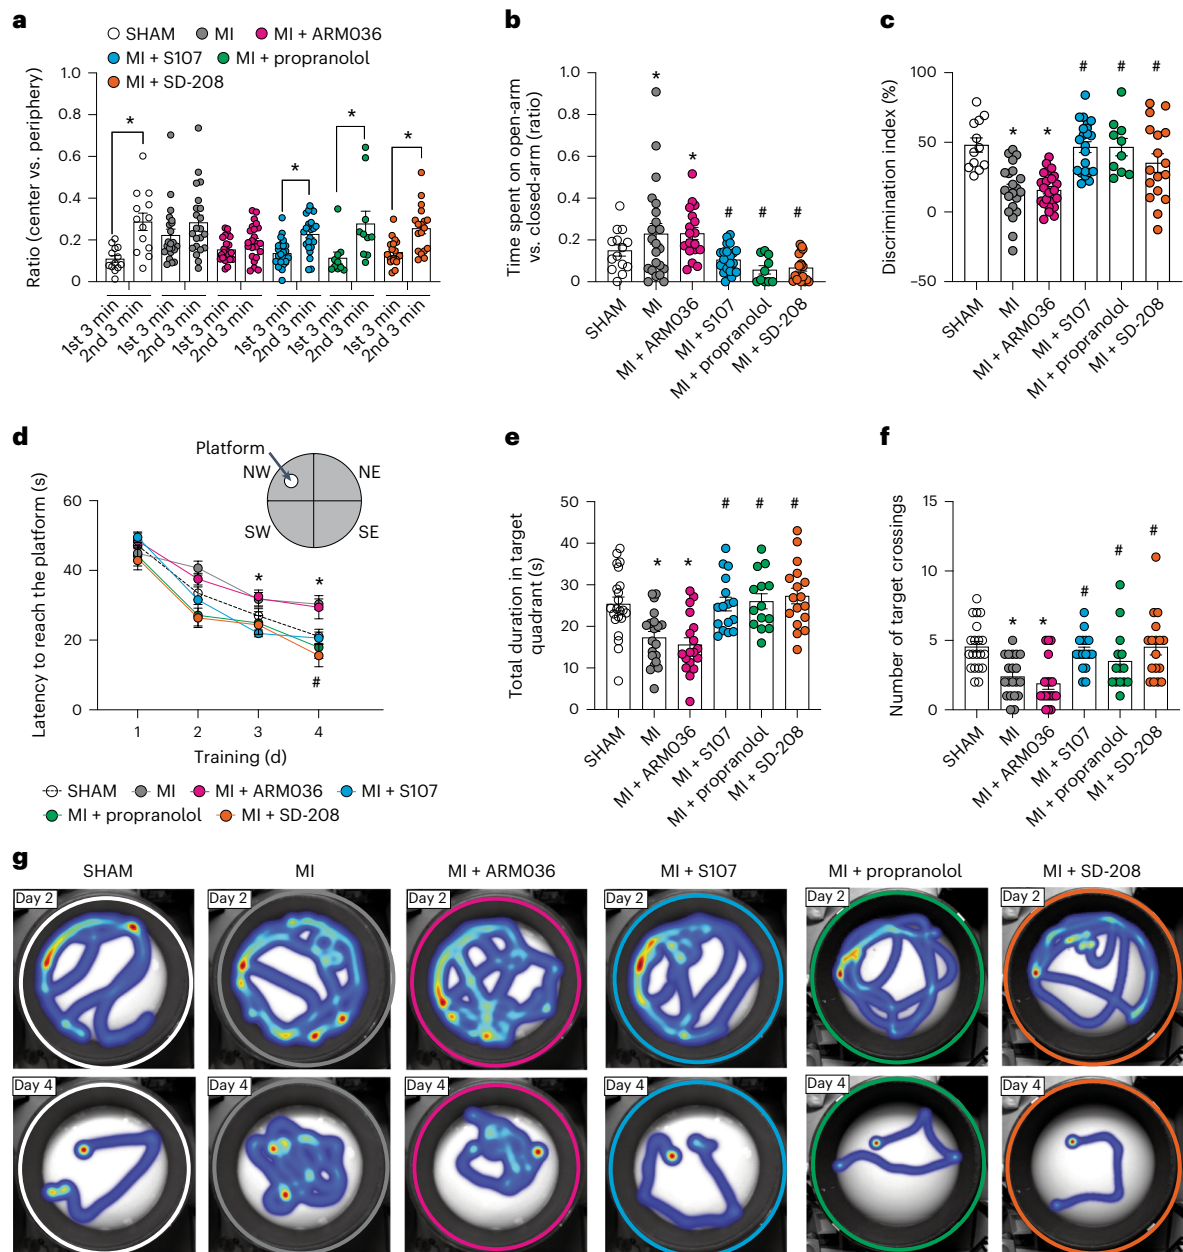 a
SHAM MI MI + ARM036
MI + S107 MI + propranolol
MI + SD-208
Ratio (center vs. periphery)
1.0
0.8
0.6
0.4
0.2
0
* * * *
1st 3 min 2nd 3 min 1st 3 min 2nd 3 min 1st 3 min 2nd 3 min 1st 3 min 2nd 3 min 1st 3 min 2nd 3 min 1st 3 min 2nd 3 min
b
Time spent on open-arm
vs. closed-arm (ratio)
1.0
0.8
0.6
0.4
0.2
0
* * # # #
SHAM MI MI + ARM036 MI + S107 MI + propranolol MI + SD-208
c
Discrimination index (%)
100
50
0
–50
* * # # #
SHAM MI MI + ARM036 MI + S107 MI + propranolol MI + SD-208
d
Latency to reach the platform (s)
60
40
20
0
Platform
NW NE
SW SE
* *
#
1 2 3 4
Training (d)
SHAM MI MI + ARM036 MI + S107
MI + propranolol MI + SD-208
e
Total duration in target
quadrant (s)
50
40
30
20
10
0
* * # # #
SHAM MI MI + ARM036 MI + S107 MI + propranolol MI + SD-208
f
Number of target crossings
15
10
5
0
* * # # #
SHAM MI MI + ARM036 MI + S107 MI + propranolol MI + SD-208
g
SHAM MI MI + ARM036 MI + S107 MI + propranolol MI + SD-208
Day 2 Day 2 Day 2 Day 2 Day 2 Day 2
Day 4 Day 4 Day 4 Day 4 Day 4 Day 4